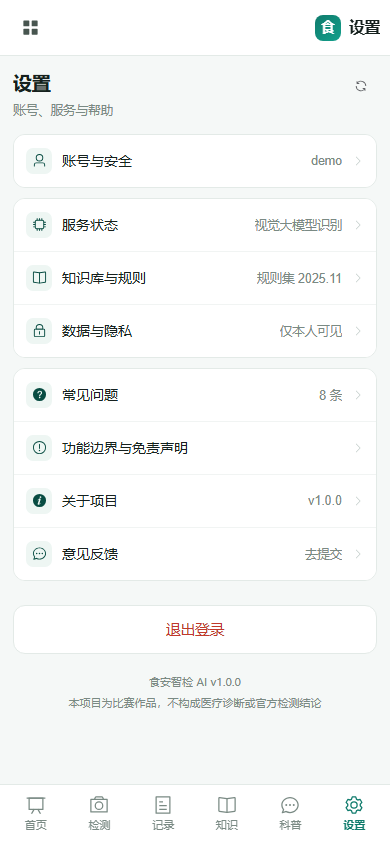 食 设置
设置
账号、服务与帮助
账号与安全 demo
服务状态 视觉大模型识别
知识库与规则 规则集 2025.11
数据与隐私 仅本人可见
常见问题 8 条
功能边界与免责声明
关于项目 v1.0.0
意见反馈 去提交
退出登录
食安智检 AI v1.0.0
本项目为比赛作品，不构成医疗诊断或官方检测结论
首页 检测 记录 知识 科普 设置